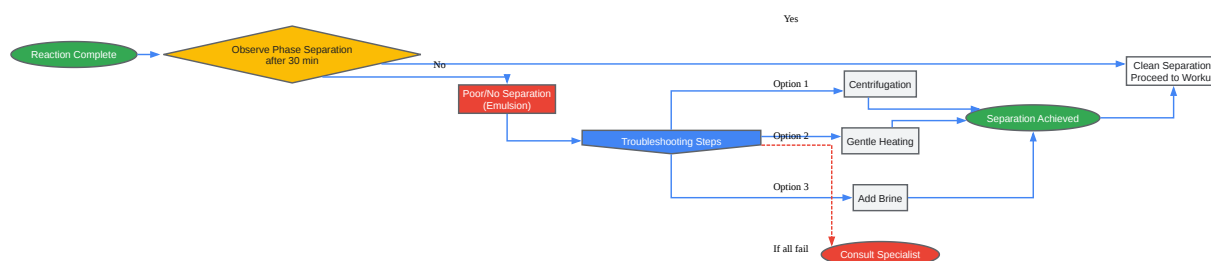 Yes
Reaction Complete
Observe Phase Separation
after 30 min
No
Clean Separation
Proceed to Worku
Poor/No Separation
(Emulsion)
Option 1
Centrifugation
Separation Achieved
Troubleshooting Steps
Option 2
Gentle Heating
Option 3
Add Brine
If all fail
Consult Specialist